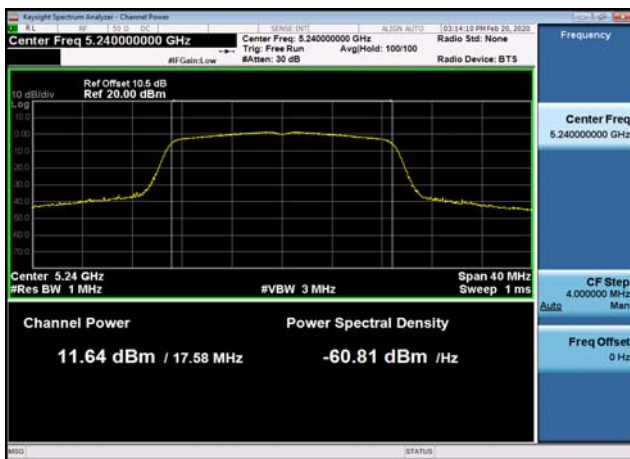 Keysight Spectrum Analyzer - Channel Power
RL RF 50 Ω DC SENSE:INT ALIGN AUTO 03:14:10 PM Feb 20, 2020
Center Freq 5.240000000 GHz
Center Freq: 5.240000000 GHz Radio Std: None
Trig: Free Run Avg|Hold: 100/100
#IFGain:Low #Atten: 30 dB Radio Device: BTS
Frequency
Ref Offset 10.5 dB
10 dB/div Ref 20.00 dBm
Log
10.0
0.00
10.0
20.0
30.0
40.0
50.0
60.0
70.0
Center 5.24 GHz Span 40 MHz
#Res BW 1 MHz #VBW 3 MHz Sweep 1 ms
Channel Power Power Spectral Density
11.64 dBm / 17.58 MHz -60.81 dBm /Hz
Center Freq
5.240000000 GHz
CF Step
4.000000 MHz
Auto Man
Freq Offset
0 Hz
MSG STATUS